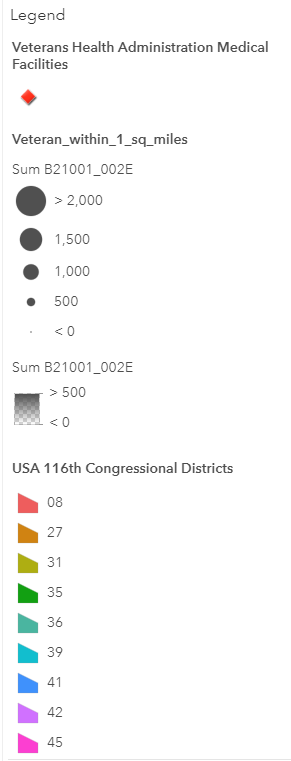 Legend
Veterans Health Administration Medical
Facilities
Veteran_within_1_sq_miles
Sum B21001_002E
> 2,000
1,500
1,000
500
< 0
Sum B21001_002E
> 500
< 0
USA 116th Congressional Districts
08
27
31
35
36
39
41
42
45